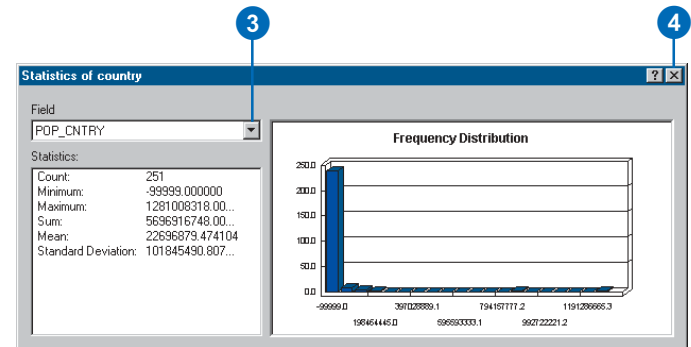 3
4
Statistics of country
Field
POP_CNTRY
Statistics:
Count: 251
Minimum: -99999.000000
Maximum: 1281008318.00...
Sum: 5696916748.00...
Mean: 22696879.474104
Standard Deviation: 101845490.807...
Frequency Distribution
250.0
200.0
150.0
100.0
50.0
0.0
-99999.0 397028889.1 794157777.2 1191286665.3
198464445.0 595593333.1 992722221.2